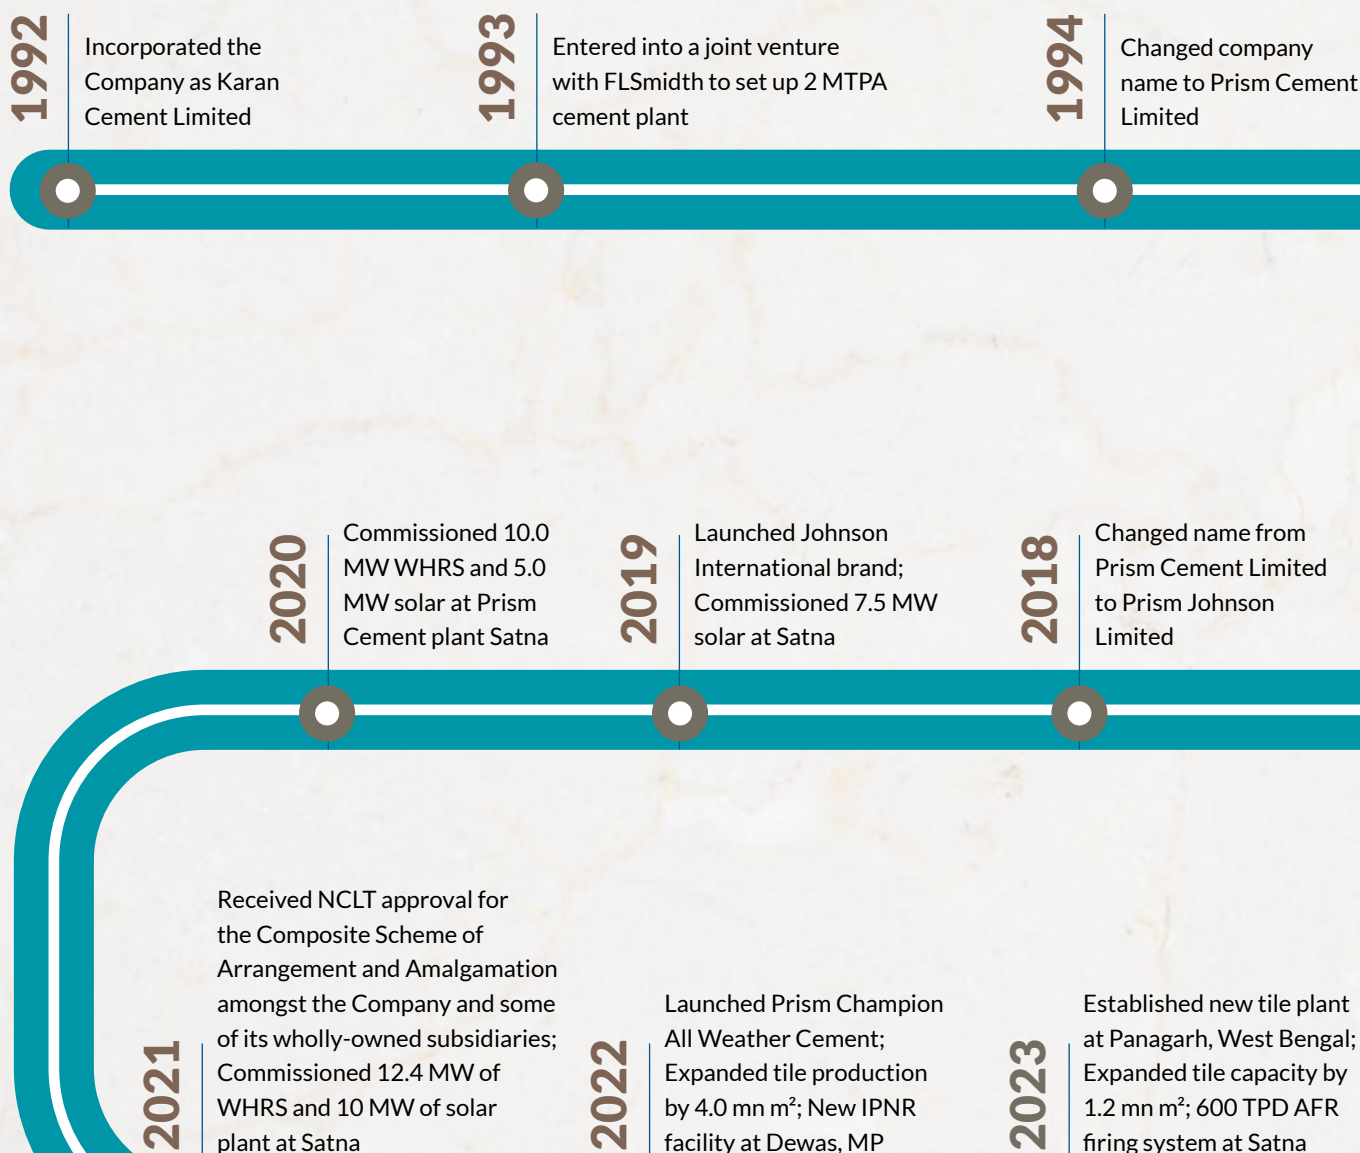 1992
Incorporated the
Company as Karan
Cement Limited
1993
Entered into a joint venture
with FLSmidth to set up 2 MTPA
cement plant
1994
Changed company
name to Prism Cement
Limited
2020
Commissioned 10.0
MW WHRS and 5.0
MW solar at Prism
Cement plant Satna
2019
Launched Johnson
International brand;
Commissioned 7.5 MW
solar at Satna
2018
Changed name from
Prism Cement Limited
to Prism Johnson
Limited
2021
Received NCLT approval for
the Composite Scheme of
Arrangement and Amalgamation
amongst the Company and some
of its wholly-owned subsidiaries;
Commissioned 12.4 MW of
WHRS and 10 MW of solar
plant at Satna
2022
Launched Prism Champion
All Weather Cement;
Expanded tile production
by 4.0 mn m²; New IPNR
facility at Dewas, MP
2023
Established new tile plant
at Panagarh, West Bengal;
Expanded tile capacity by
1.2 mn m²; 600 TPD AFR
firing system at Satna